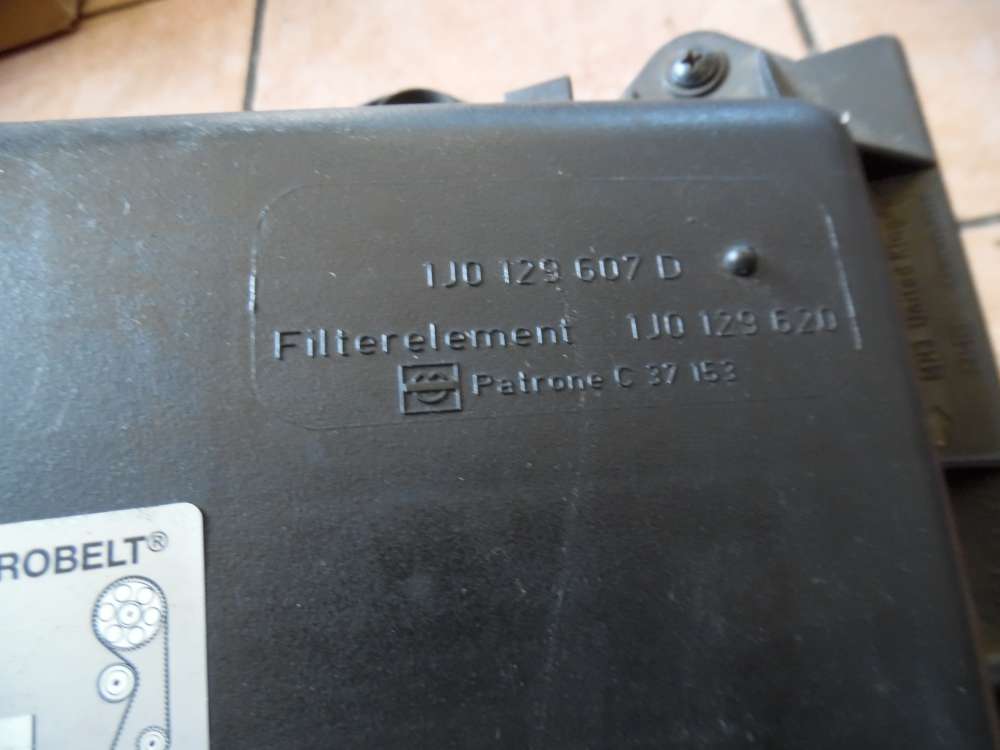 1J0 129 607 D
Filterelement 1J0 129 620
Patrone C 37 153
ROBELT®